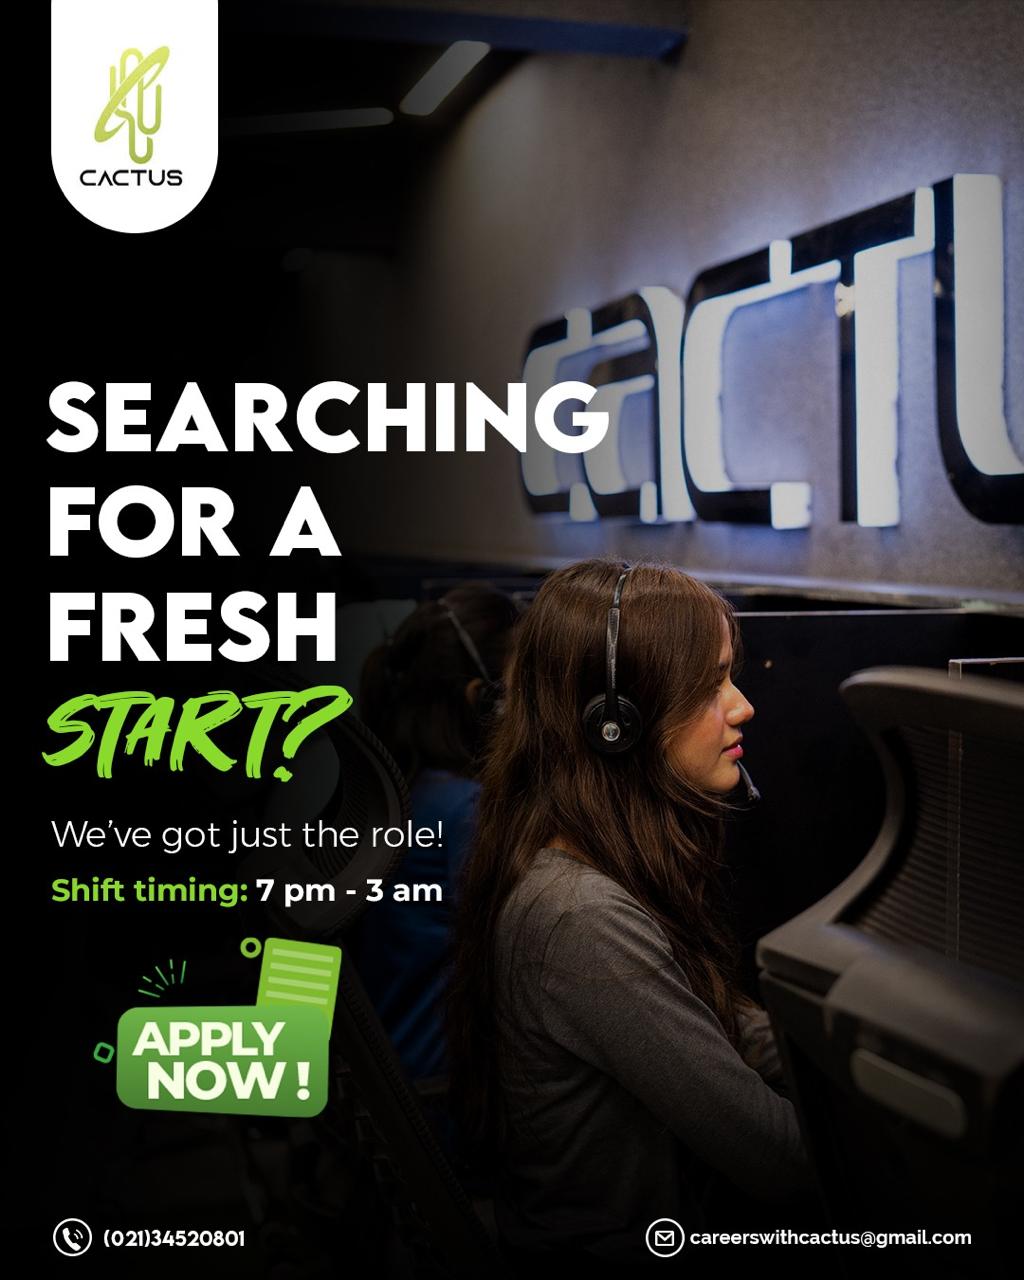 CACTUS
cactu
SEARCHING
FOR A
FRESH
START?
We've got just the role!
Shift timing: 7 pm - 3 am
APPLY
NOW!
(021)34520801
careerswithcactus@gmail.com